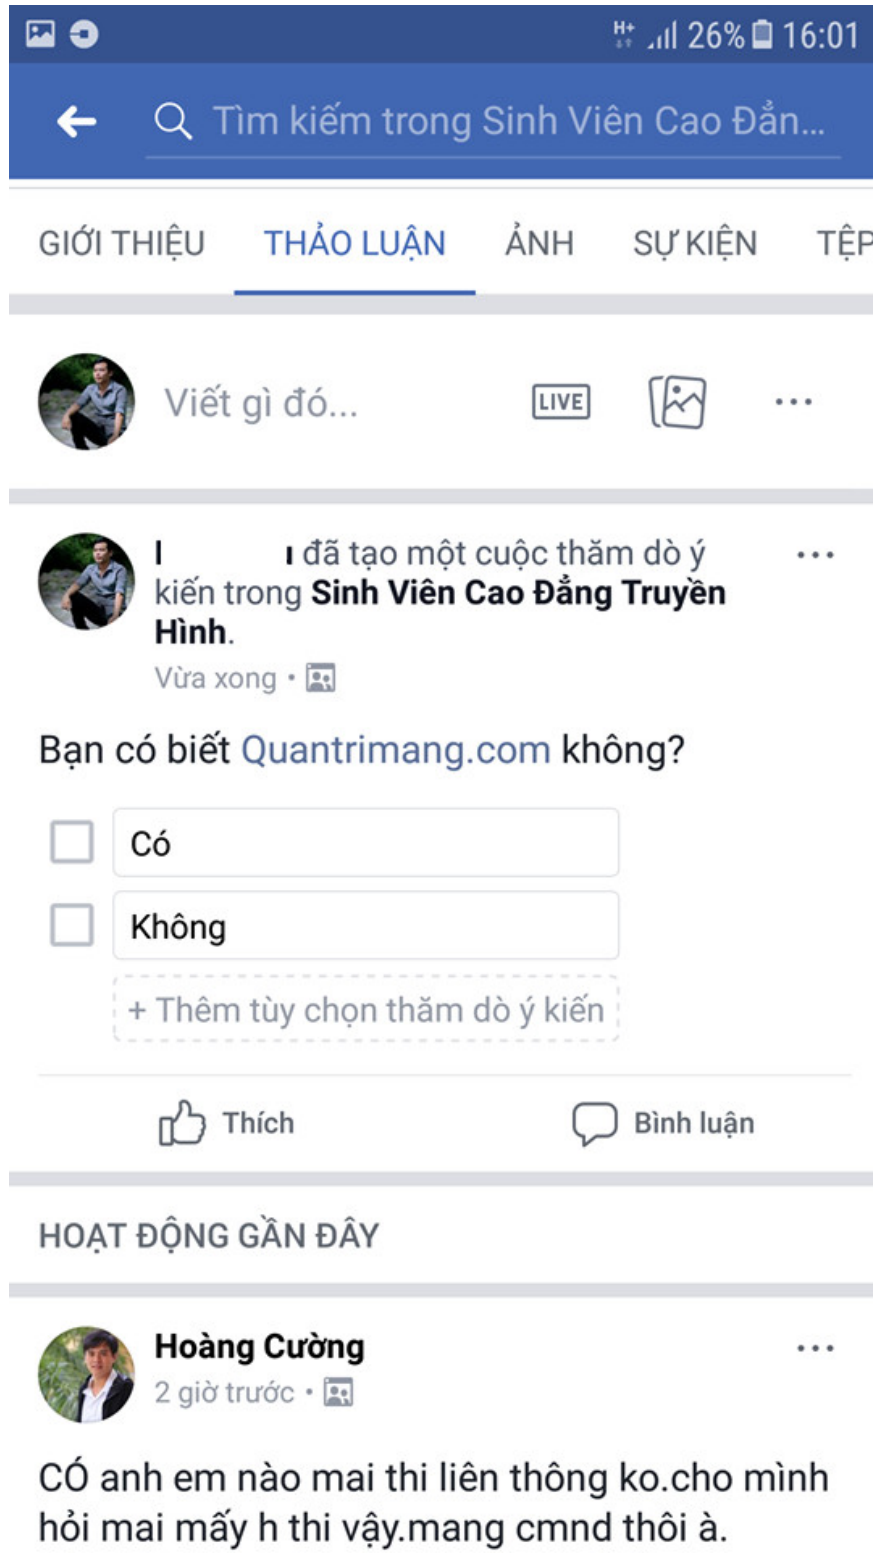 H+ 26% 16:01
Tìm kiếm trong Sinh Viên Cao Đẳn...
GIỚI THIỆU THẢO LUẬN ẢNH SỰ KIỆN TỆP
Viết gì đó... LIVE
đã tạo một cuộc thăm dò ý
kiến trong Sinh Viên Cao Đẳng Truyền
Hình.
Vừa xong •
Bạn có biết Quantrimang.com không?
Có
Không
+ Thêm tùy chọn thăm dò ý kiến
Thích Bình luận
HOẠT ĐỘNG GẦN ĐÂY
Hoàng Cường
2 giờ trước •
CÓ anh em nào mai thi liên thông ko.cho mình
hỏi mai mấy h thi vậy.mang cmnd thôi à.